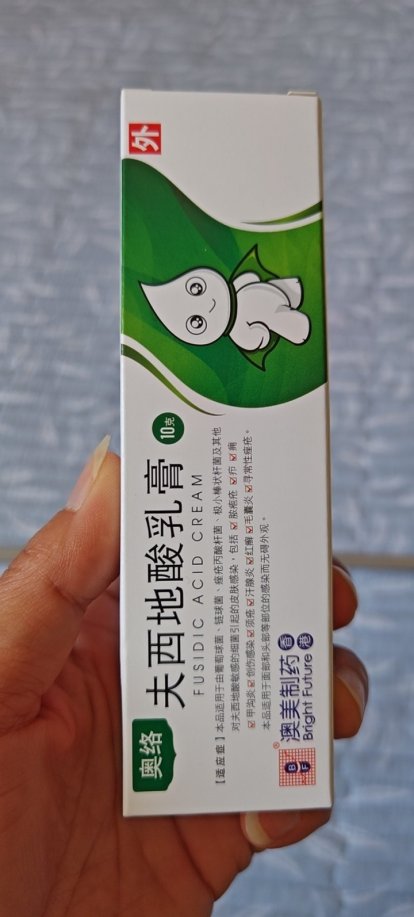 外
奥络
夫西地酸乳膏
10克
FUSIDIC ACID CREAM
【适应症】本品适用于由葡萄球菌、链球菌、痤疮丙酸杆菌、极小棒状杆菌及其他
对夫西地酸敏感的细菌引起的皮肤感染，包括 ☑脓疱疮 ☑疖 ☑痈
☑甲沟炎 ☑创伤感染 ☑须疮 ☑汗腺炎 ☑红癣 ☑毛囊炎 ☑寻常性痤疮。
本品适用于面部和头部等部位的感染而无碍外观。
BF
®
澳美制药
Bright Future
香港